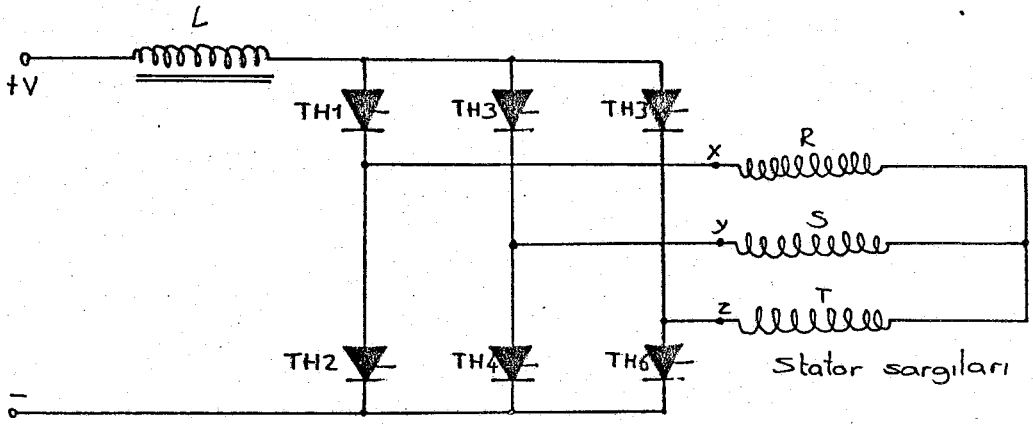 L
+V
TH1 TH3 TH3
x R
y S
z T
TH2 TH4 TH6
Stator sargıları
-